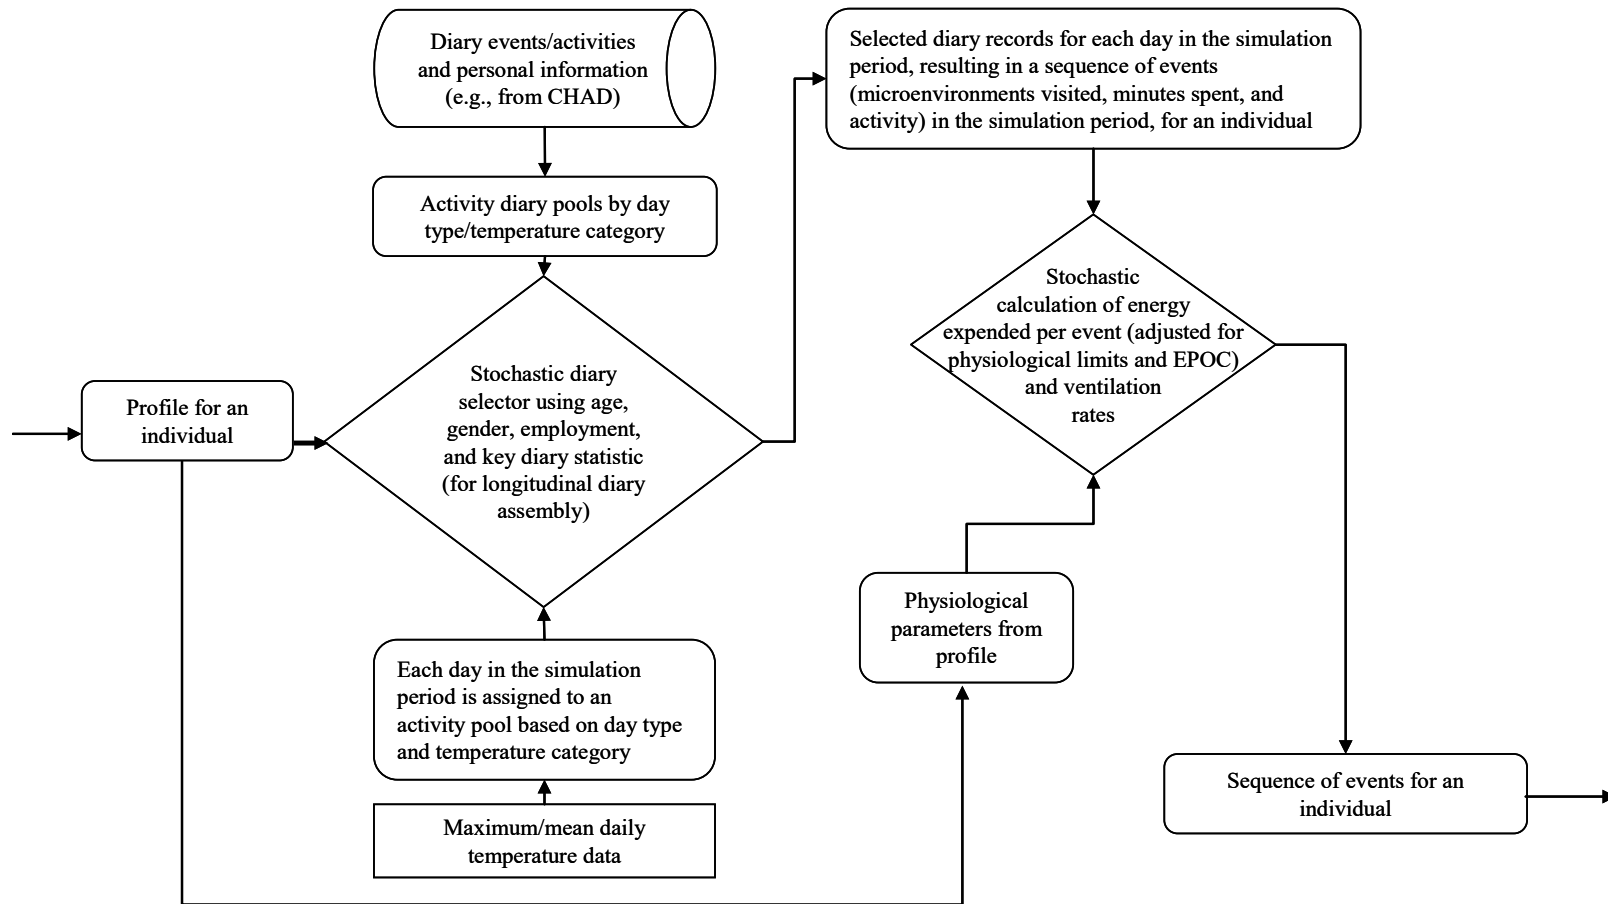 Diary events/activities
and personal information
(e.g., from CHAD)
Activity diary pools by day
type/temperature category
Profile for an
individual
Stochastic diary
selector using age,
gender, employment,
and key diary statistic
(for longitudinal diary
assembly)
Each day in the simulation
period is assigned to an
activity pool based on day type
and temperature category
Maximum/mean daily
temperature data
Selected diary records for each day in the simulation
period, resulting in a sequence of events
(microenvironments visited, minutes spent, and
activity) in the simulation period, for an individual
Stochastic
calculation of energy
expended per event (adjusted for
physiological limits and EPOC)
and ventilation
rates
Physiological
parameters from
profile
Sequence of events for an
individual